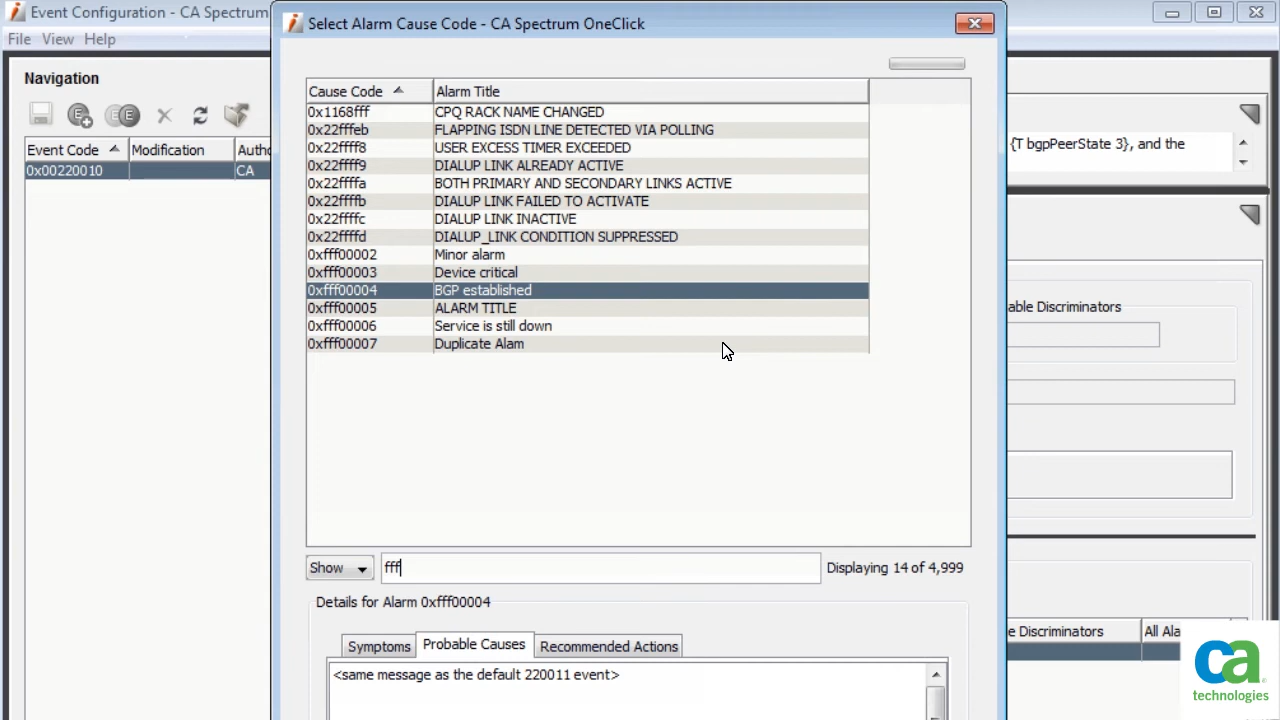 Event Configuration - CA Spectrum
Select Alarm Cause Code - CA Spectrum OneClick
File View Help
Navigation
Event Code Modification Autho
0x00220010 CA
Cause Code Alarm Title
0x1168fff CPQ RACK NAME CHANGED
0x22fffeb FLAPPING ISDN LINE DETECTED VIA POLLING
0x22ffff8 USER EXCESS TIMER EXCEEDED
0x22ffff9 DIALUP LINK ALREADY ACTIVE
0x22ffffa BOTH PRIMARY AND SECONDARY LINKS ACTIVE
0x22ffffb DIALUP LINK FAILED TO ACTIVATE
0x22ffffc DIALUP LINK INACTIVE
0x22ffffd DIALUP_LINK CONDITION SUPPRESSED
0xfff00002 Minor alarm
0xfff00003 Device critical
0xfff00004 BGP established
0xfff00005 ALARM TITLE
0xfff00006 Service is still down
0xfff00007 Duplicate Alam
Show fff Displaying 14 of 4,999
Details for Alarm 0xfff00004
Symptoms Probable Causes Recommended Actions
<same message as the default 220011 event>
{T bgpPeerState 3}, and the
able Discriminators
e Discriminators All Ala
ca
technologies